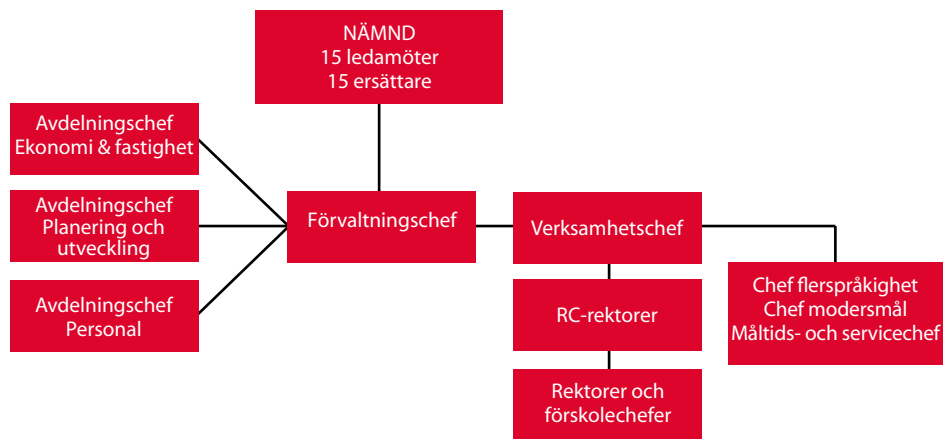 NÄMND
15 ledamöter
15 ersättare
Avdelningschef
Ekonomi & fastighet
Avdelningschef
Planering och
utveckling
Avdelningschef
Personal
Förvaltningschef
Verksamhetschef
RC-rektorer
Rektorer och
förskolechefer
Chef flerspråkighet
Chef modersmål
Måltids- och servicechef